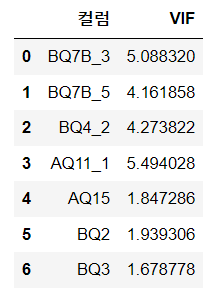 컬럼 VIF
0 BQ7B_3 5.088320
1 BQ7B_5 4.161858
2 BQ4_2 4.273822
3 AQ11_1 5.494028
4 AQ15 1.847286
5 BQ2 1.939306
6 BQ3 1.678778